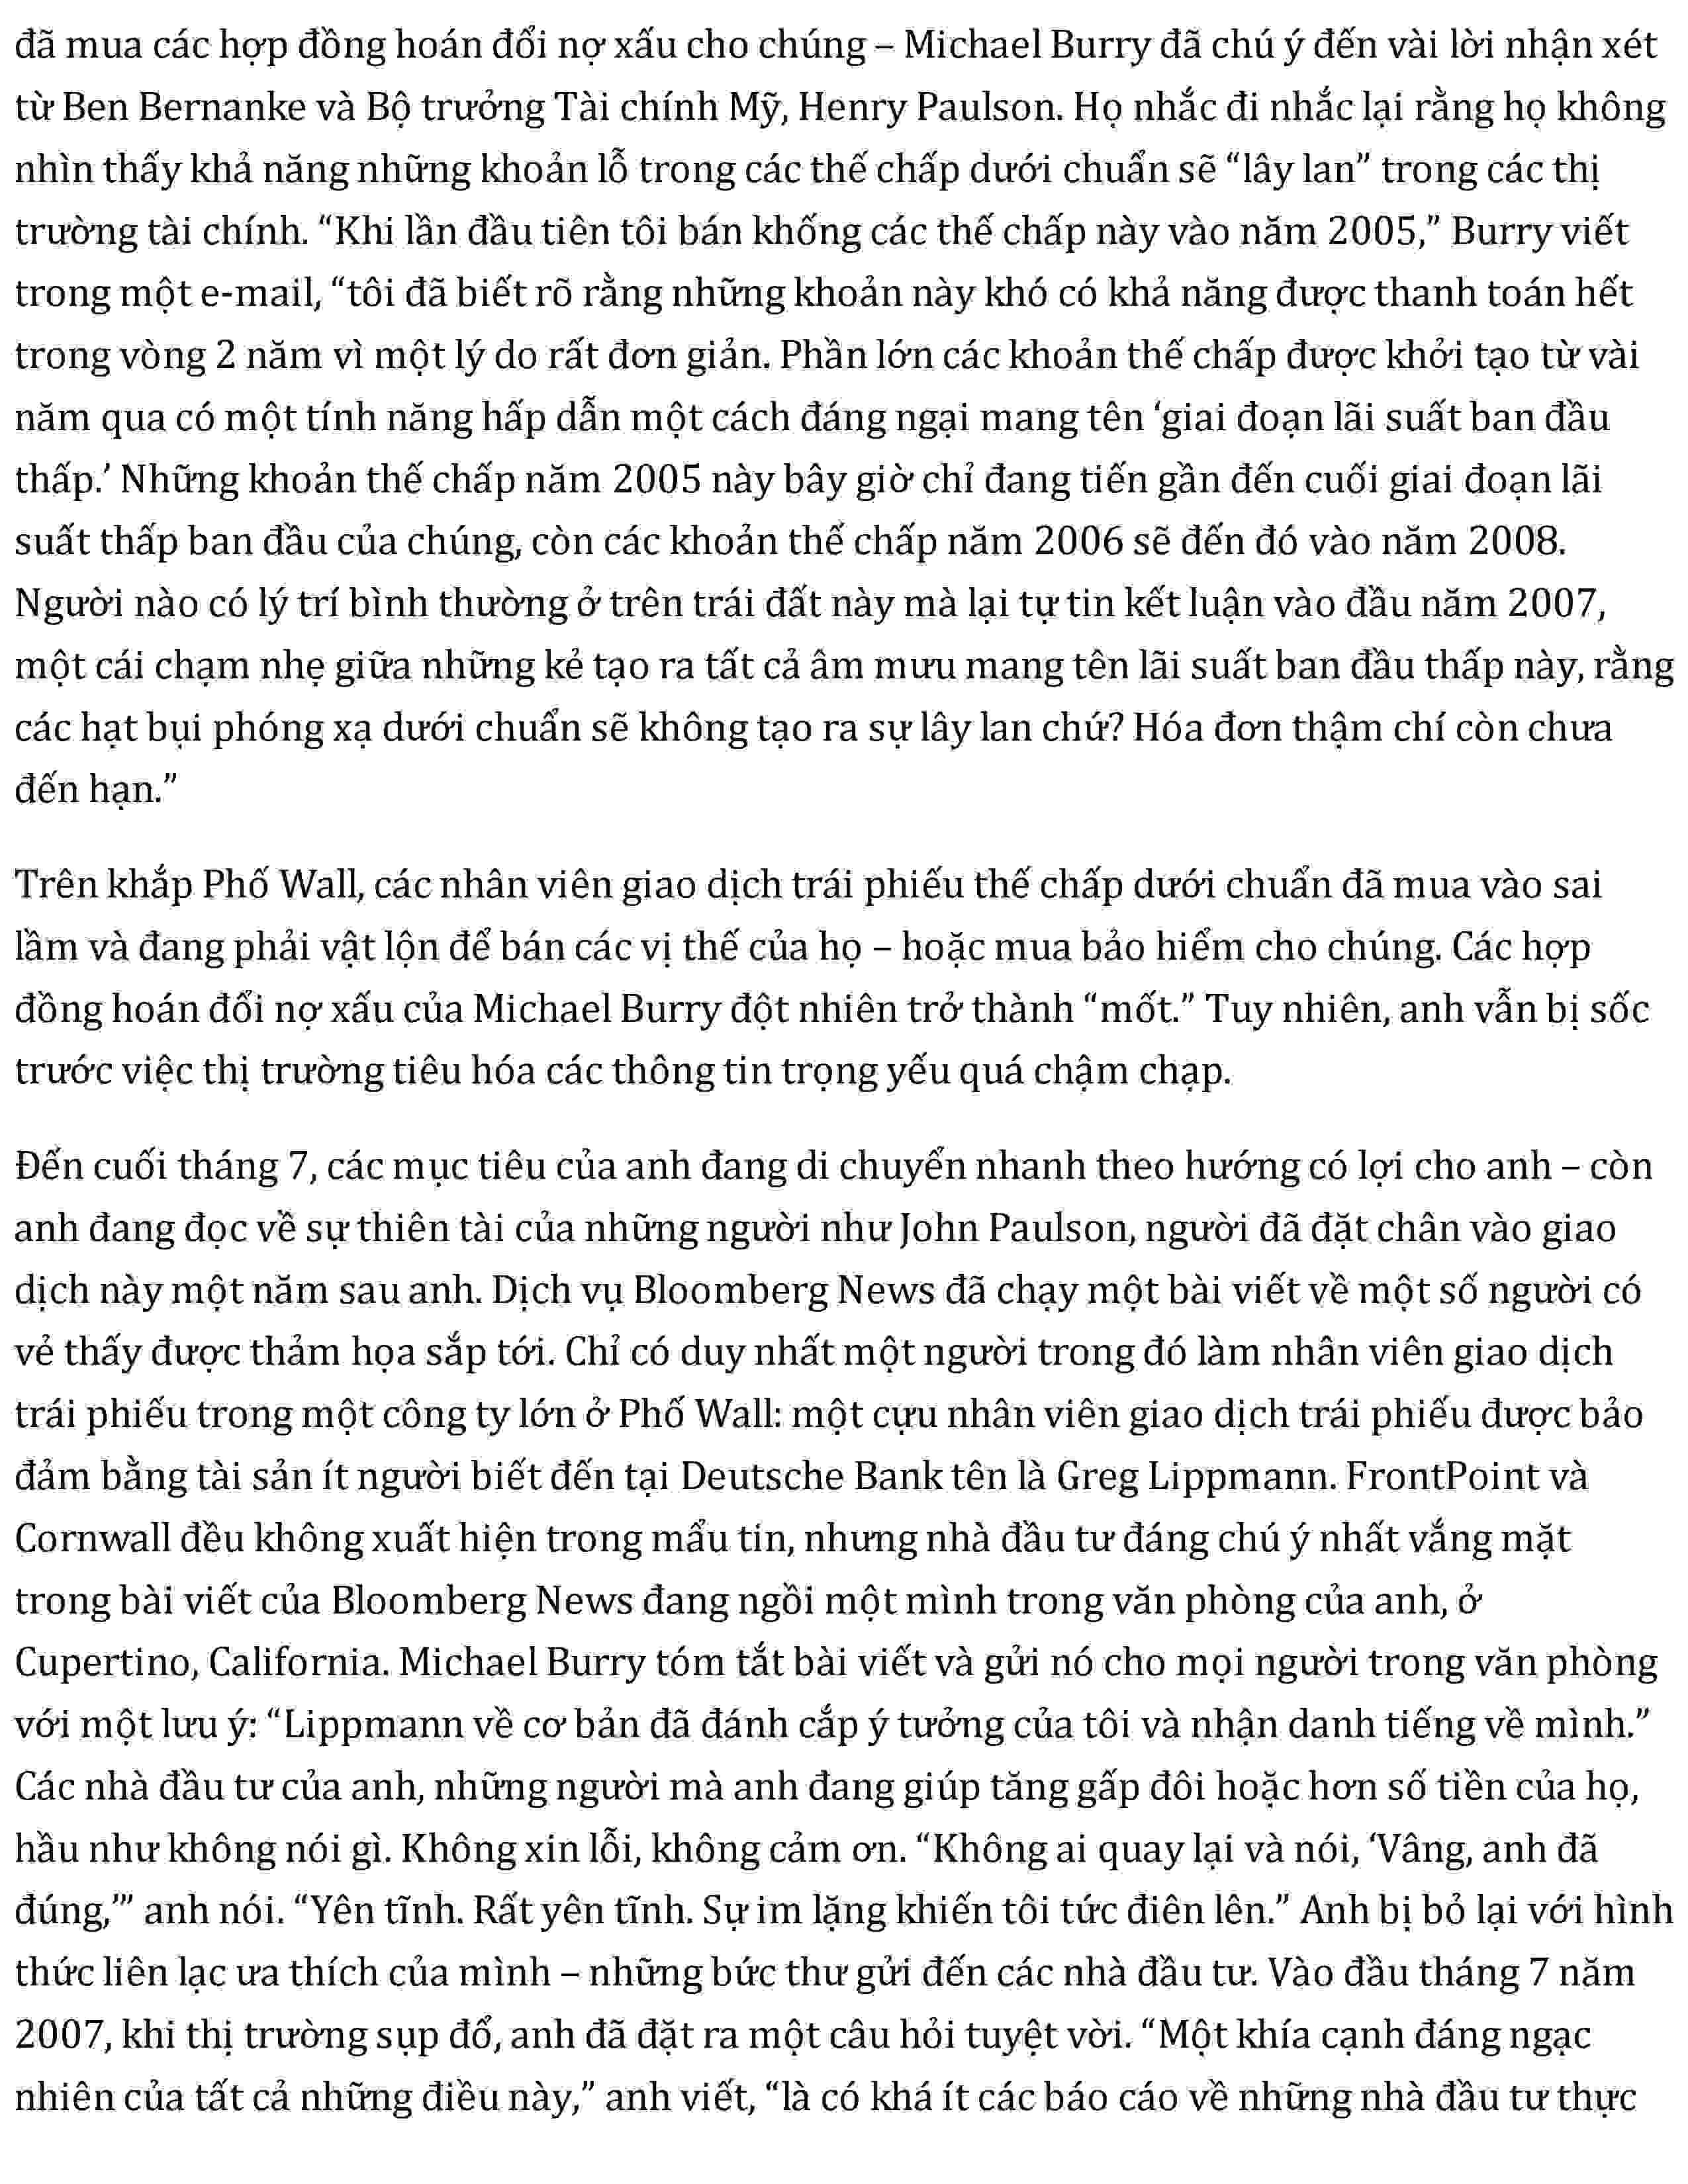 đã mua các hợp đồng hoán đổi nợ xấu cho chúng – Michael Burry đã chú ý đến vài lời nhận xét
từ Ben Bernanke và Bộ trưởng Tài chính Mỹ, Henry Paulson. Họ nhắc đi nhắc lại rằng họ không
nhìn thấy khả năng những khoản lỗ trong các thế chấp dưới chuẩn sẽ “lây lan” trong các thị
trường tài chính. “Khi lần đầu tiên tôi bán khống các thế chấp này vào năm 2005,” Burry viết
trong một e-mail, “tôi đã biết rõ rằng những khoản này khó có khả năng được thanh toán hết
trong vòng 2 năm vì một lý do rất đơn giản. Phần lớn các khoản thế chấp được khởi tạo từ vài
năm qua có một tính năng hấp dẫn một cách đáng ngại mang tên ‘giai đoạn lãi suất ban đầu
thấp.’ Những khoản thế chấp năm 2005 này bây giờ chỉ đang tiến gần đến cuối giai đoạn lãi
suất thấp ban đầu của chúng, còn các khoản thế chấp năm 2006 sẽ đến đó vào năm 2008.
Người nào có lý trí bình thường ở trên trái đất này mà lại tự tin kết luận vào đầu năm 2007,
một cái chạm nhẹ giữa những kẻ tạo ra tất cả âm mưu mang tên lãi suất ban đầu thấp này, rằng
các hạt bụi phóng xạ dưới chuẩn sẽ không tạo ra sự lây lan chứ? Hóa đơn thậm chí còn chưa
đến hạn.”
Trên khắp Phố Wall, các nhân viên giao dịch trái phiếu thế chấp dưới chuẩn đã mua vào sai
lầm và đang phải vật lộn để bán các vị thế của họ – hoặc mua bảo hiểm cho chúng. Các hợp
đồng hoán đổi nợ xấu của Michael Burry đột nhiên trở thành “mốt.” Tuy nhiên, anh vẫn bị sốc
trước việc thị trường tiêu hóa các thông tin trọng yếu quá chậm chạp.
Đến cuối tháng 7, các mục tiêu của anh đang di chuyển nhanh theo hướng có lợi cho anh – còn
anh đang đọc về sự thiên tài của những người như John Paulson, người đã đặt chân vào giao
dịch này một năm sau anh. Dịch vụ Bloomberg News đã chạy một bài viết về một số người có
vẻ thấy được thảm họa sắp tới. Chỉ có duy nhất một người trong đó làm nhân viên giao dịch
trái phiếu trong một công ty lớn ở Phố Wall: một cựu nhân viên giao dịch trái phiếu được bảo
đảm bằng tài sản ít người biết đến tại Deutsche Bank tên là Greg Lippmann. FrontPoint và
Cornwall đều không xuất hiện trong mẩu tin, nhưng nhà đầu tư đáng chú ý nhất vắng mặt
trong bài viết của Bloomberg News đang ngồi một mình trong văn phòng của anh, ở
Cupertino, California. Michael Burry tóm tắt bài viết và gửi nó cho mọi người trong văn phòng
với một lưu ý: “Lippmann về cơ bản đã đánh cắp ý tưởng của tôi và nhận danh tiếng về mình.”
Các nhà đầu tư của anh, những người mà anh đang giúp tăng gấp đôi hoặc hơn số tiền của họ,
hầu như không nói gì. Không xin lỗi, không cảm ơn. “Không ai quay lại và nói, ‘Vâng, anh đã
đúng,’” anh nói. “Yên tĩnh. Rất yên tĩnh. Sự im lặng khiến tôi tức điên lên.” Anh bị bỏ lại với hình
thức liên lạc ưa thích của mình – những bức thư gửi đến các nhà đầu tư. Vào đầu tháng 7 năm
2007, khi thị trường sụp đổ, anh đã đặt ra một câu hỏi tuyệt vời. “Một khía cạnh đáng ngạc
nhiên của tất cả những điều này,” anh viết, “là có khá ít các báo cáo về những nhà đầu tư thực